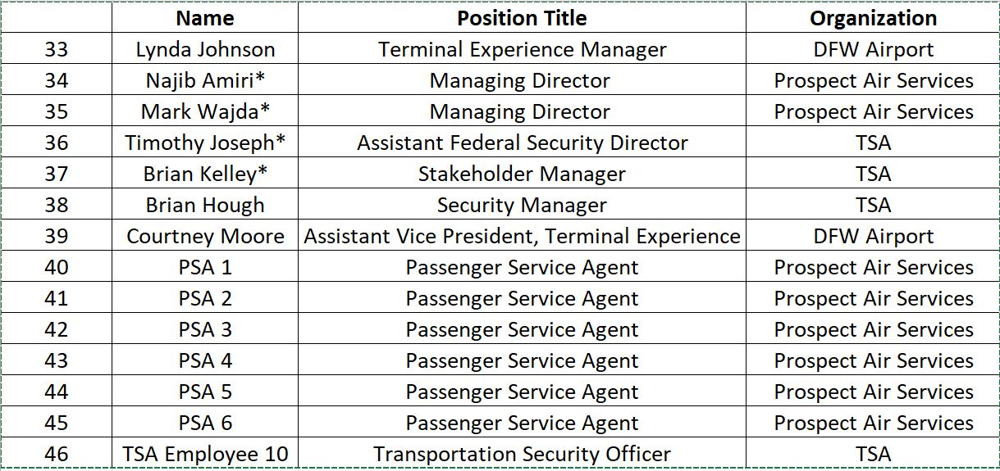 Name Position Title Organization
33 Lynda Johnson Terminal Experience Manager DFW Airport
34 Najib Amiri* Managing Director Prospect Air Services
35 Mark Wajda* Managing Director Prospect Air Services
36 Timothy Joseph* Assistant Federal Security Director TSA
37 Brian Kelley* Stakeholder Manager TSA
38 Brian Hough Security Manager TSA
39 Courtney Moore Assistant Vice President, Terminal Experience DFW Airport
40 PSA 1 Passenger Service Agent Prospect Air Services
41 PSA 2 Passenger Service Agent Prospect Air Services
42 PSA 3 Passenger Service Agent Prospect Air Services
43 PSA 4 Passenger Service Agent Prospect Air Services
44 PSA 5 Passenger Service Agent Prospect Air Services
45 PSA 6 Passenger Service Agent Prospect Air Services
46 TSA Employee 10 Transportation Security Officer TSA